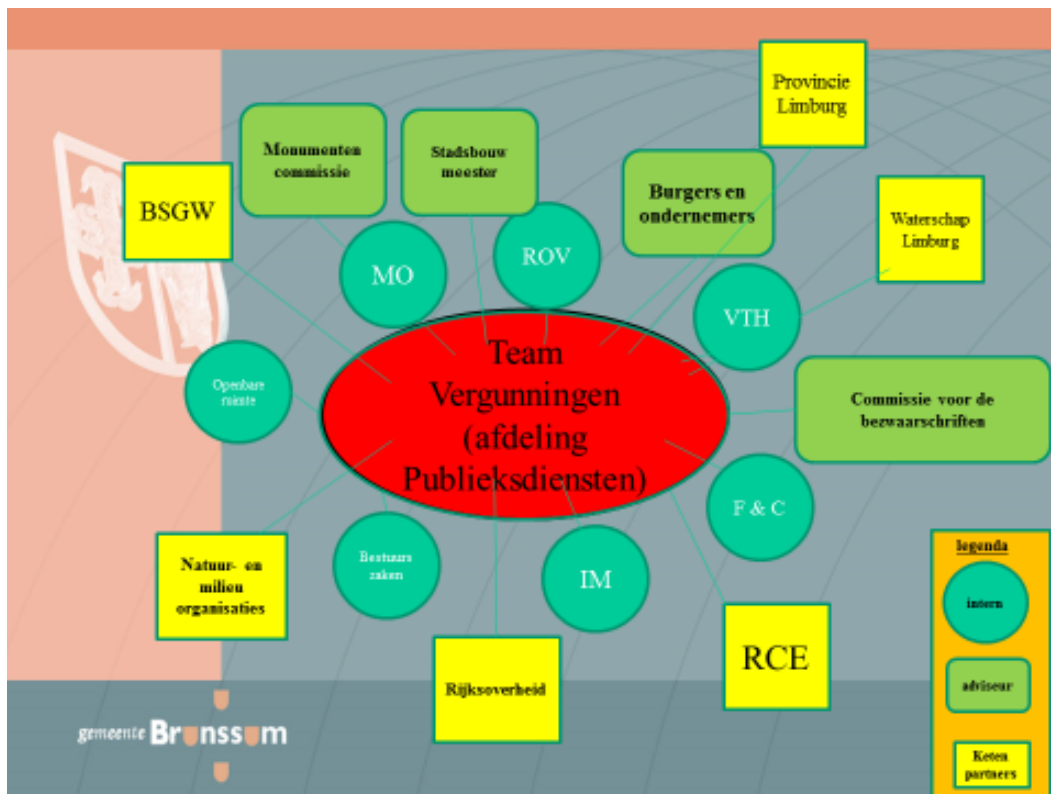 Provincie
Limburg
Monumenten
commissie
Stadsbouw
meester
Burgers en
ondernemers
BSGW
Waterschap
Limburg
MO
ROV
VTH
Team
Vergunningen
(afdeling
Publieksdiensten)
Openbare
ruimte
Commissie voor de
bezwaarschriften
F & C
Natuur- en
milieu
organisaties
Bestuurs
zaken
IM
RCE
Rijksoverheid
legenda
intern
adviseur
Keten
partners
gemeente Brunssum